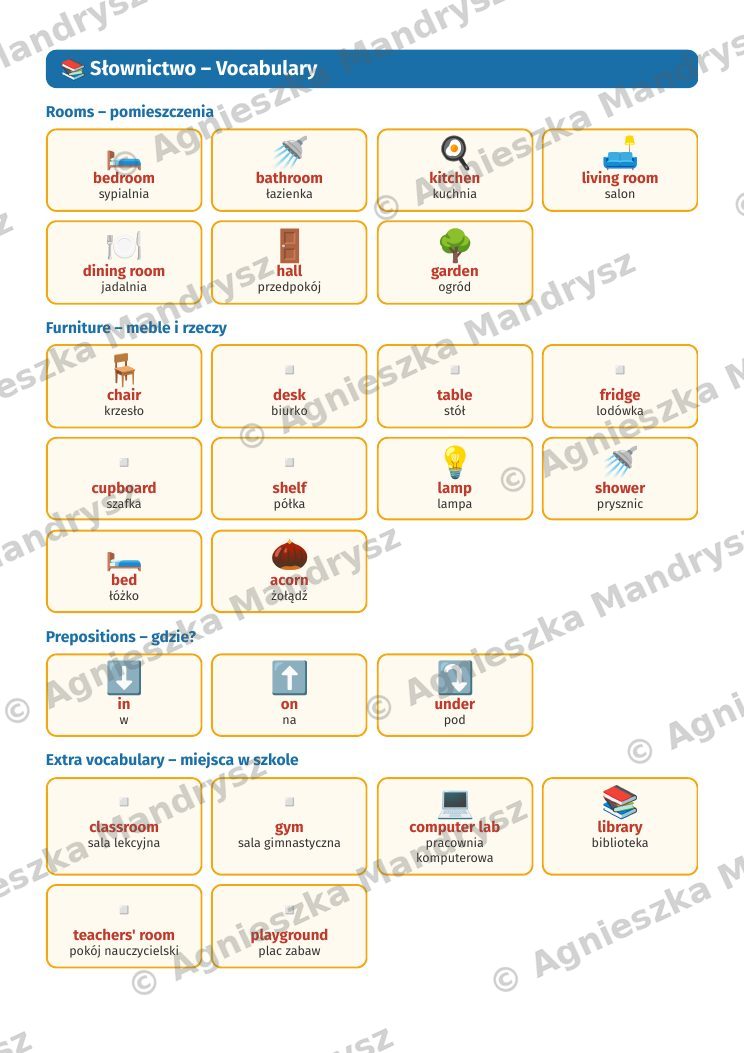 Słownictwo – Vocabulary
Rooms – pomieszczenia
bedroom
sypialnia
bathroom
łazienka
kitchen
kuchnia
living room
salon
dining room
jadalnia
hall
przedpokój
garden
ogród
Furniture – meble i rzeczy
chair
krzesło
desk
biurko
table
stół
fridge
lodówka
cupboard
szafka
shelf
półka
lamp
lampa
shower
prysznic
bed
łóżko
acorn
żołądź
Prepositions – gdzie?
in
w
on
na
under
pod
Extra vocabulary – miejsca w szkole
classroom
sala lekcyjna
gym
sala gimnastyczna
computer lab
pracownia
komputerowa
library
biblioteka
teachers' room
pokój nauczycielski
playground
plac zabaw
© Agnieszka Mandrysz